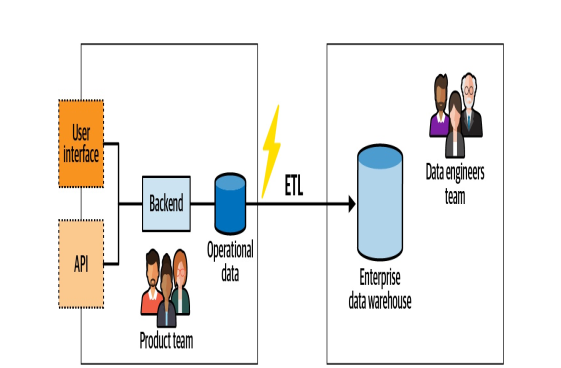 User
interface
API
Backend
Operational
data
Product team
ETL
Enterprise
data warehouse
Data engineers
team